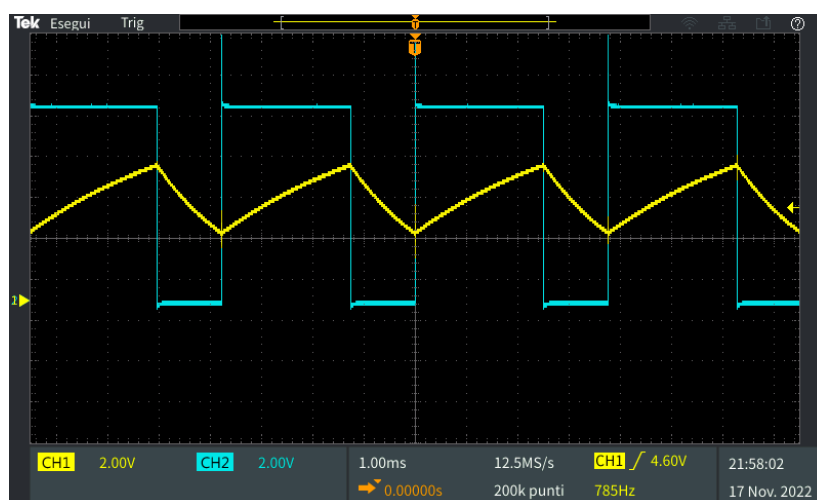 Tek Esegui Trig
T
T
1
CH1 2.00V CH2 2.00V 1.00ms 12.5MS/s CH1 4.60V 21:58:02
0.00000s 200k punti 785Hz 17 Nov. 2022